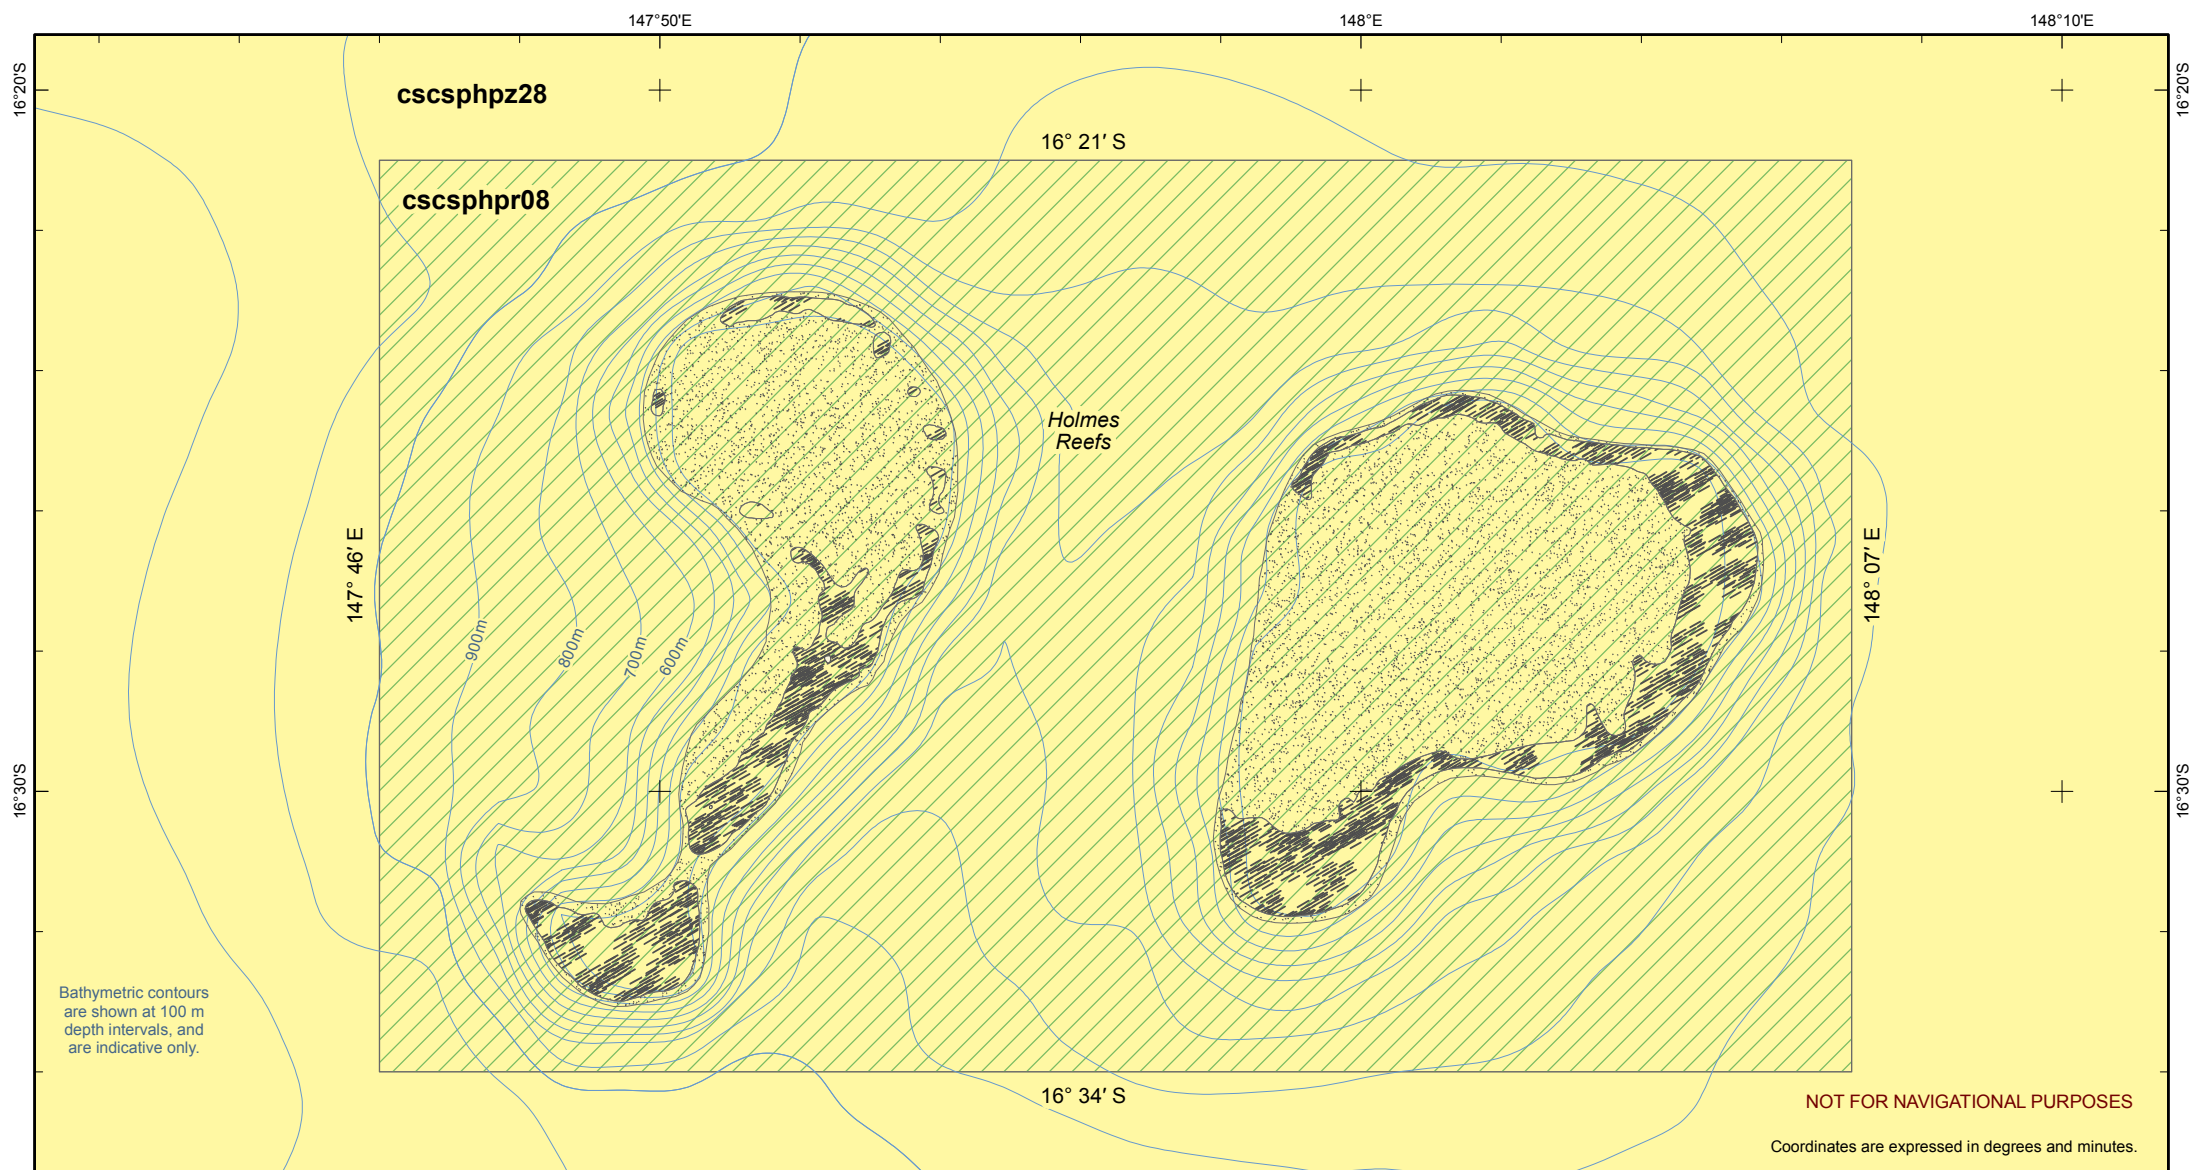 147°50'E
148°E
148°10'E
16°20'S
16°20'S
cscsphpz28
16° 21′ S
cscsphpr08
Holmes
Reefs
147° 46′ E
148° 07′ E
900m
800m
700m
600m
16°30'S
16°30'S
Bathymetric contours
are shown at 100 m
depth intervals, and
are indicative only.
16° 34′ S
NOT FOR NAVIGATIONAL PURPOSES
Coordinates are expressed in degrees and minutes.